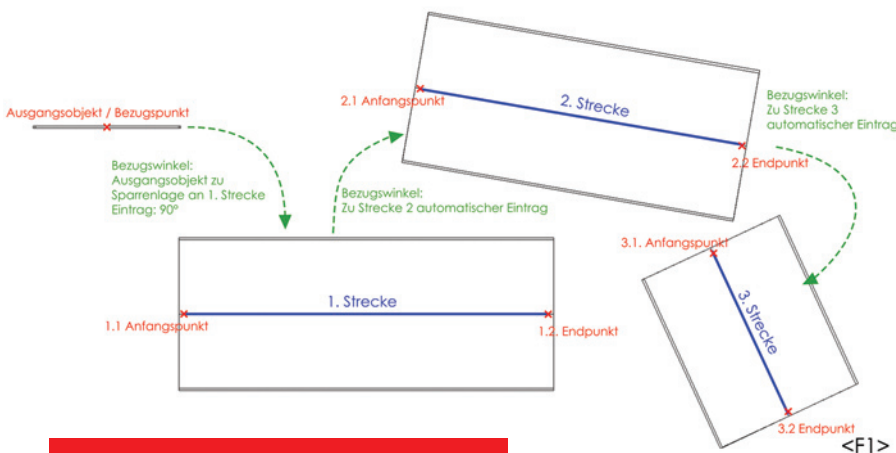 2. Strecke
2.1 Anfangspunkt
Bezugswinkel:
Zu Strecke 3
automatischer Eintrag
Ausgangsobjekt / Bezugspunkt
2.2 Endpunkt
Bezugswinkel:
Ausgangsobjekt zu
Sparrenlage an 1. Strecke
Eintrag: 90°
Bezugswinkel:
Zu Strecke 2 automatischer Eintrag
3.1. Anfangspunkt
1. Strecke
3. Strecke
1.1 Anfangspunkt
1.2. Endpunkt
3.2 Endpunkt
<F1>